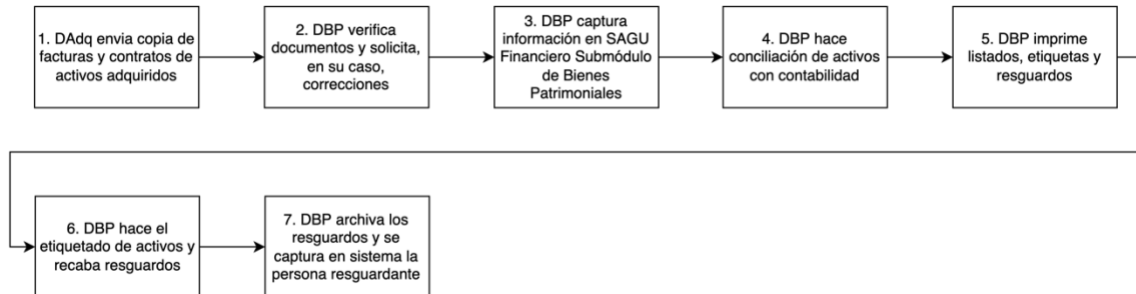 1. DAdq envia copia de
facturas y contratos de
activos adquiridos
2. DBP verifica
documentos y solicita,
en su caso,
correcciones
3. DBP captura
información en SAGU
Financiero Submódulo
de Bienes
Patrimoniales
4. DBP hace
conciliación de activos
con contabilidad
5. DBP imprime
listados, etiquetas y
resguardos
6. DBP hace el
etiquetado de activos y
recaba resguardos
7. DBP archiva los
resguardos y se
captura en sistema la
persona resguardante